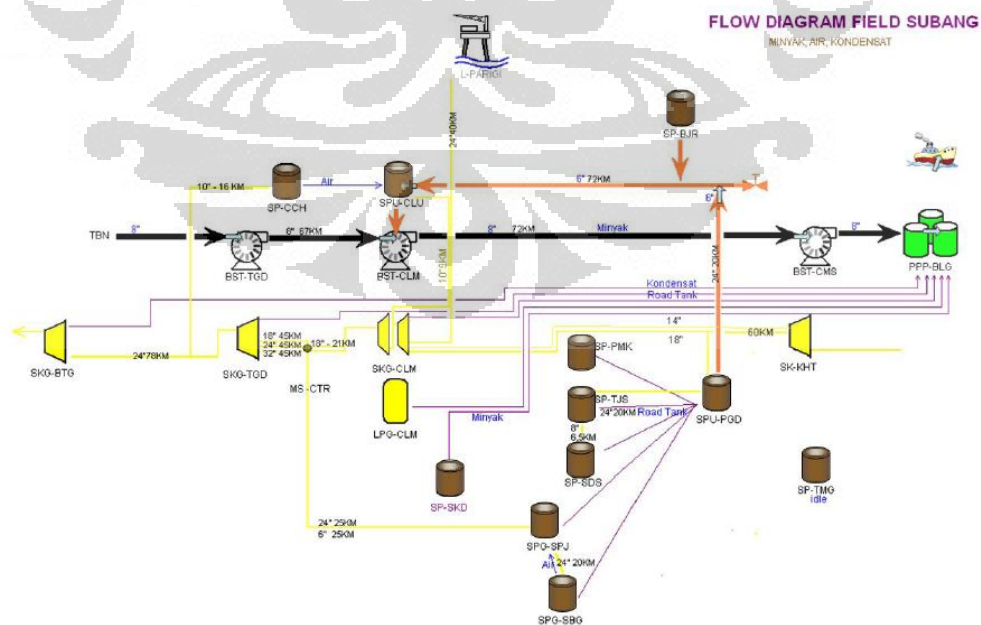 FLOW DIAGRAM FIELD SUBANG
MINYAK, AIR, KONDENSAT
L-PARIGI
24"40KM
SP-BJR
6" 72KM
10" - 16 KM
Air
SP-CCH
SPU-CLU
6"
TBN
8"
6" 67KM
8" 72KM
Minyak
8"
BST-TGD
BST-CLM
BST-CMS
PPP-BLG
24" 20KM
Kondensat
Road Tank
14"
18"
60KM
18" 45KM
24" 45KM
32" 45KM
18" - 21KM
24"78KM
SKG-BTG
SKG-TGD
SKG-CLM
SK-KHT
SP-PMK
MS-CTR
SP-TJS
24"20KM
Road Tank
SPU-PGD
LPG-CLM
Minyak
8"
6,5KM
SP-SDS
SP-TMG
idle
SP-SKD
24" 25KM
6" 25KM
SPG-SPJ
Air
24" 20KM
SPG-SBG